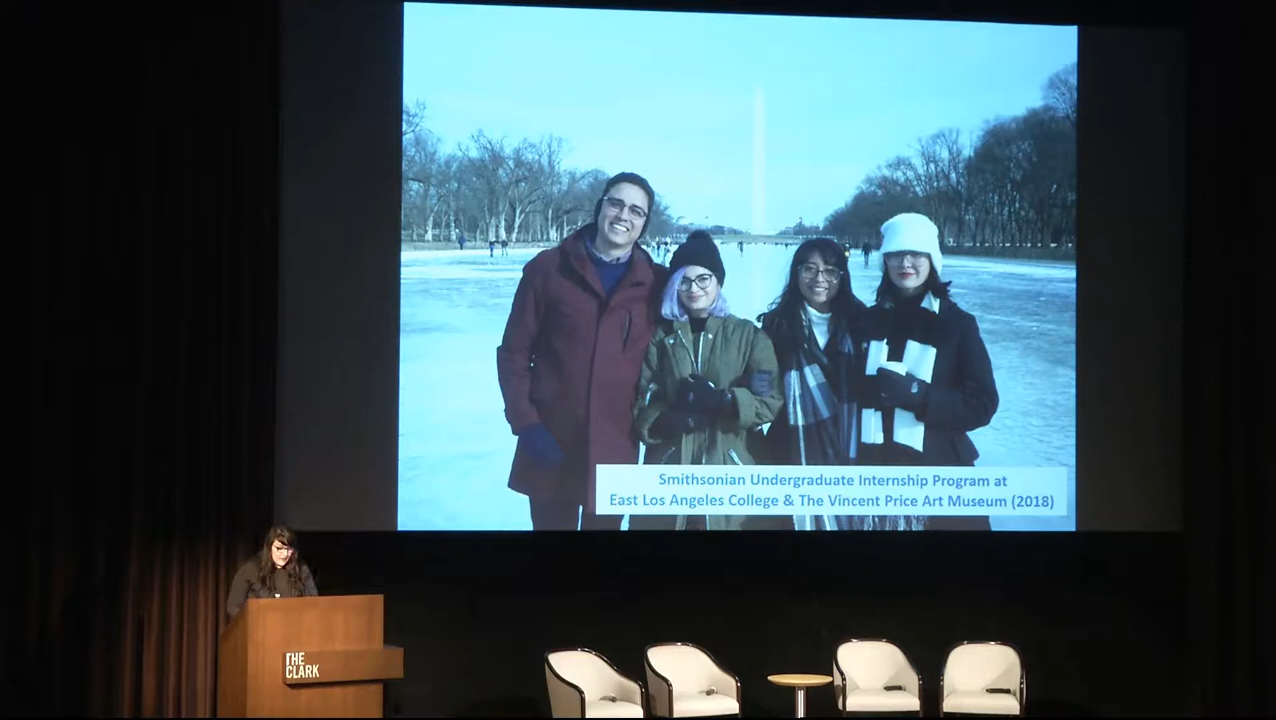 Smithsonian Undergraduate Internship Program at
East Los Angeles College & The Vincent Price Art Museum (2018)
THE
CLARK